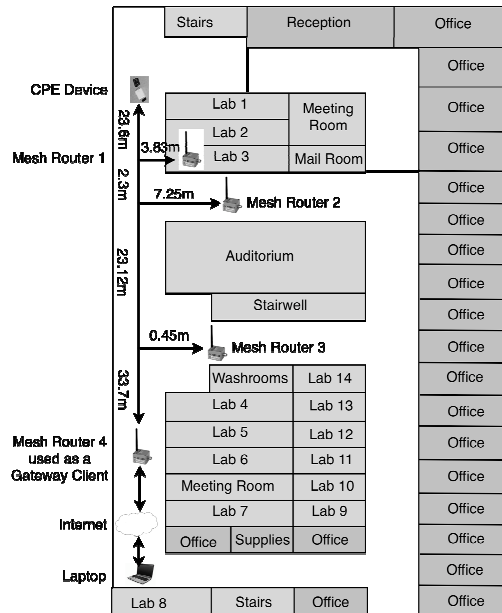 Stairs
Reception
Office
Office
CPE Device
Office
Lab 1
Meeting
Room
23.6m
Lab 2
Office
Mesh Router 1
3.83m
Lab 3
Mail Room
2.3m
Office
7.25m
Mesh Router 2
Office
Office
Auditorium
23.12m
Office
Stairwell
Office
0.45m
Mesh Router 3
Office
33.7m
Washrooms
Lab 14
Office
Lab 4
Lab 13
Office
Mesh Router 4
used as a
Gateway Client
Lab 5
Lab 12
Office
Lab 6
Lab 11
Meeting Room
Lab 10
Office
Lab 7
Lab 9
Office
Internet
Office
Supplies
Office
Office
Laptop
Office
Lab 8
Stairs
Office
Office